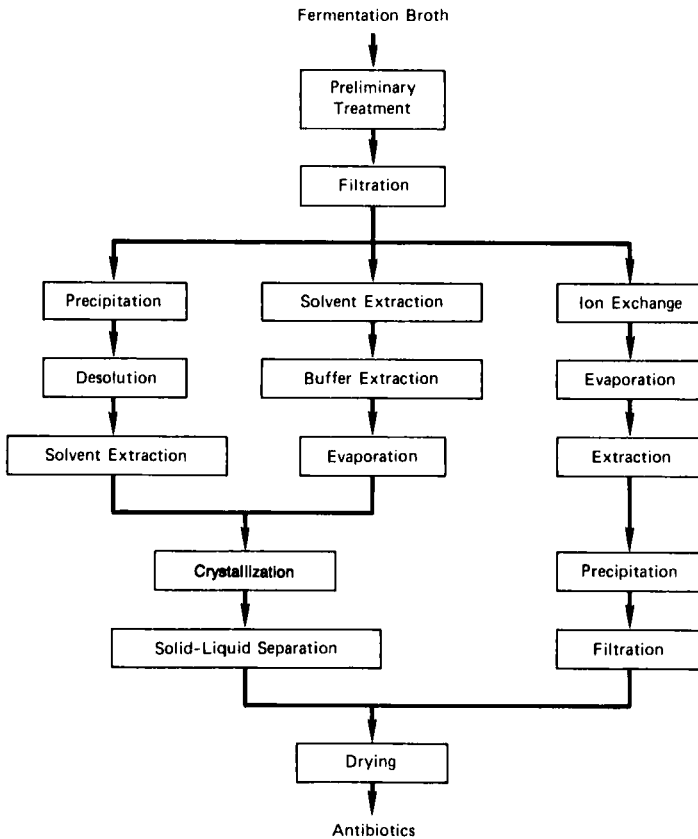 Fermentation Broth
Preliminary
Treatment
Filtration
Precipitation
Solvent Extraction
Ion Exchange
Desolution
Buffer Extraction
Evaporation
Solvent Extraction
Evaporation
Extraction
Crystallization
Precipitation
Solid-Liquid Separation
Filtration
Drying
Antibiotics